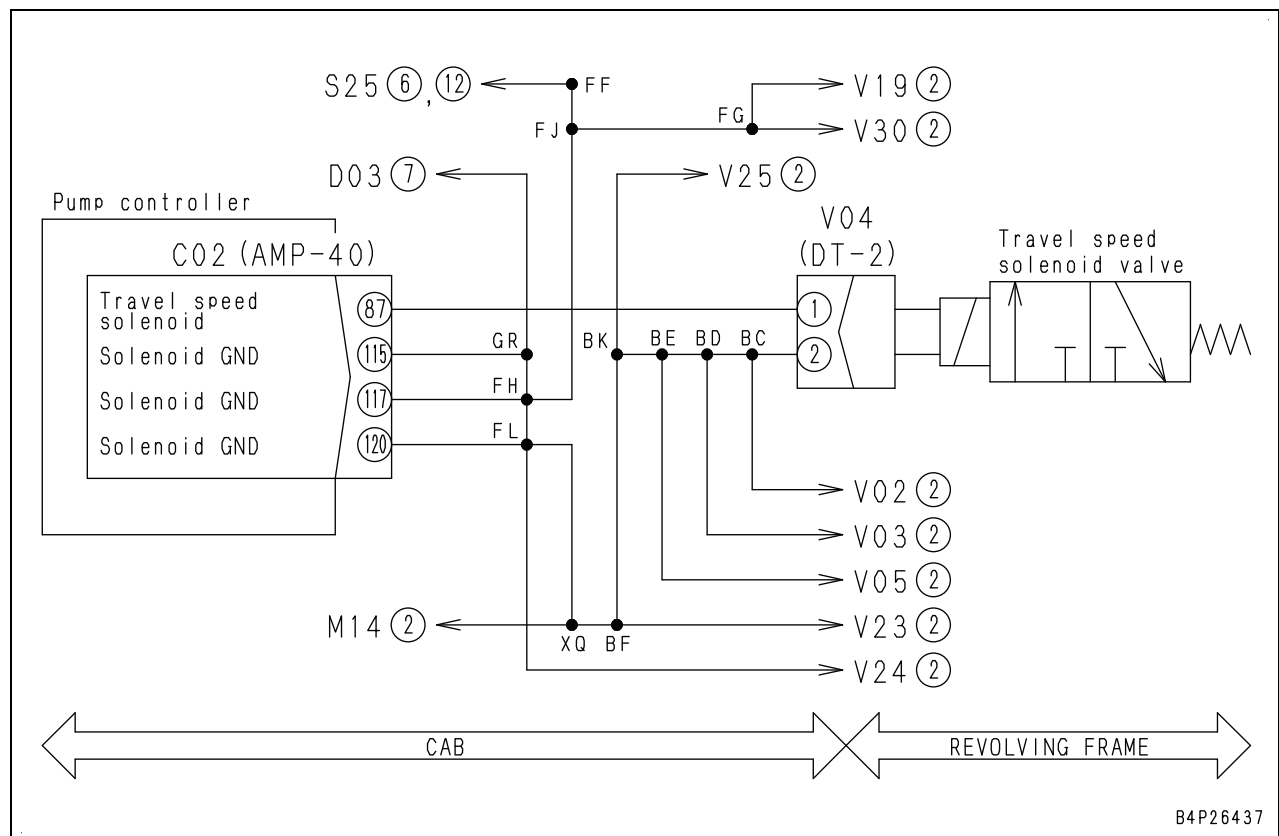 S25 ⑥, ⑫
FF
V19 ②
FJ
FG
V30 ②
D03 ⑦
V25 ②
Pump controller
V04
(DT-2)
C02 (AMP-40)
Travel speed
solenoid valve
Travel speed
solenoid
87
1
Solenoid GND
115
GR
BK
BE
BD
BC
2
Solenoid GND
117
FH
Solenoid GND
120
FL
V02 ②
V03 ②
V05 ②
M14 ②
XQ
BF
V23 ②
V24 ②
CAB
REVOLVING FRAME
B4P26437